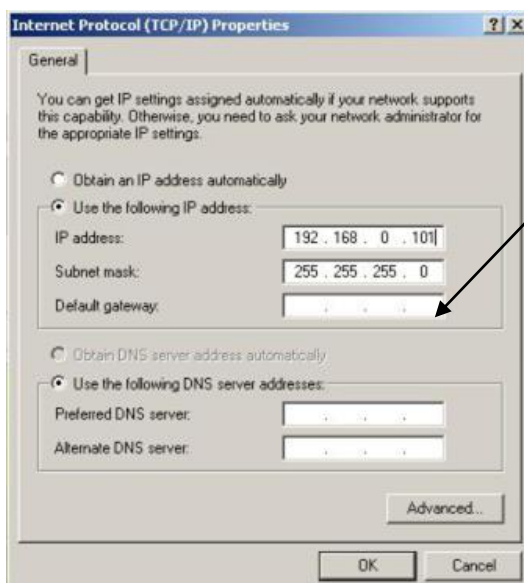 Internet Protocol (TCP/IP) Properties
General
You can get IP settings assigned automatically if your network supports
this capability. Otherwise, you need to ask your network administrator for
the appropriate IP settings.
Obtain an IP address automatically
Use the following IP address:
IP address: 192 . 168 . 0 . 101
Subnet mask: 255 . 255 . 255 . 0
Default gateway: . . .
Obtain DNS server address automatically
Use the following DNS server addresses:
Preferred DNS server: . . .
Alternate DNS server: . . .
Advanced...
OK Cancel